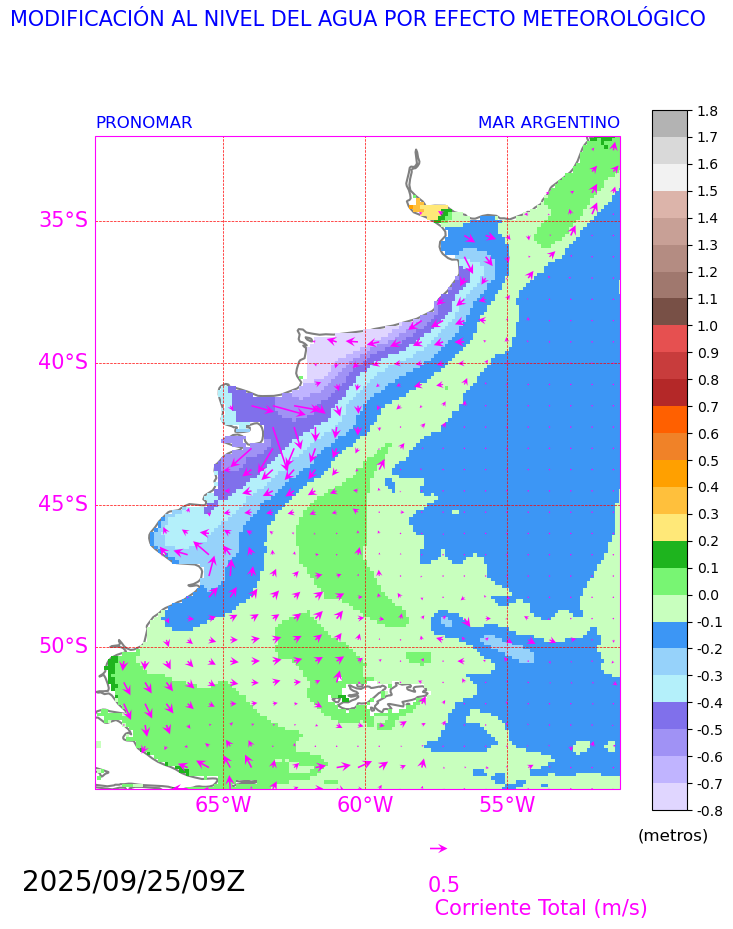 MODIFICACIÓN AL NIVEL DEL AGUA POR EFECTO METEOROLÓGICO
PRONOMAR MAR ARGENTINO
35°S
40°S
45°S
50°S
65°W 60°W 55°W
1.8
1.7
1.6
1.5
1.4
1.3
1.2
1.1
1.0
0.9
0.8
0.7
0.6
0.5
0.4
0.3
0.2
0.1
0.0
-0.1
-0.2
-0.3
-0.4
-0.5
-0.6
-0.7
-0.8
(metros)
2025/09/25/09Z
0.5
Corriente Total (m/s)